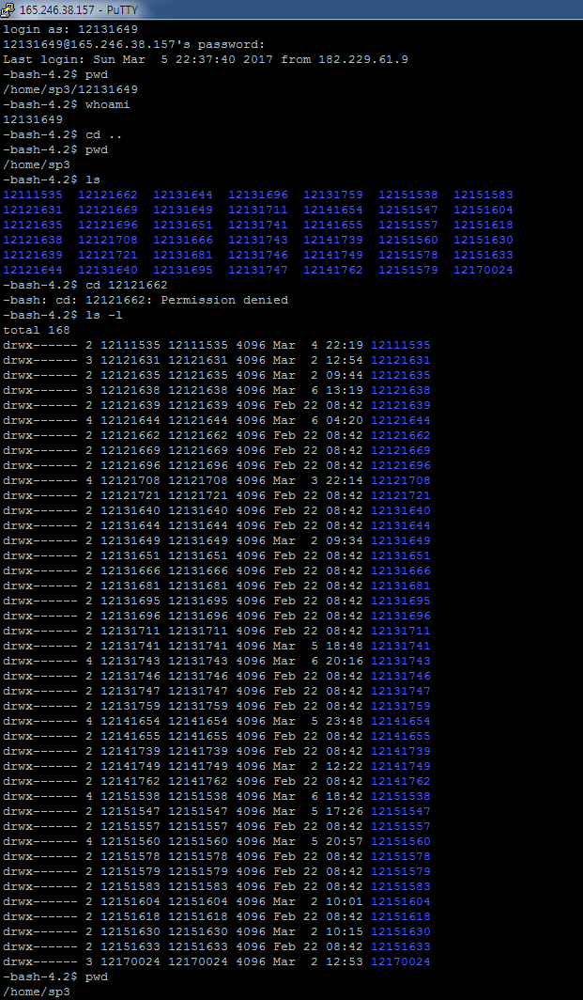 165.246.38.157 - PuTTY
login as: 12131649
12131649@165.246.38.157's password:
Last login: Sun Mar  5 22:37:40 2017 from 182.229.61.9
-bash-4.2$ pwd
/home/sp3/12131649
-bash-4.2$ whoami
12131649
-bash-4.2$ cd ..
-bash-4.2$ pwd
/home/sp3
-bash-4.2$ ls
12111535  12121662  12131644  12131696  12131759  12151538  12151583
12121631  12121669  12131649  12131711  12141654  12151547  12151604
12121635  12121696  12131651  12131741  12141655  12151557  12151618
12121638  12121708  12131666  12131743  12141739  12151560  12151630
12121639  12121721  12131681  12131746  12141749  12151578  12151633
12121644  12131640  12131695  12131747  12141762  12151579  12170024
-bash-4.2$ cd 12121662
-bash: cd: 12121662: Permission denied
-bash-4.2$ ls -l
total 168
drwx------ 2 12111535 12111535 4096 Mar  4 22:19 12111535
drwx------ 3 12121631 12121631 4096 Mar  2 12:54 12121631
drwx------ 2 12121635 12121635 4096 Mar  2 09:44 12121635
drwx------ 3 12121638 12121638 4096 Mar  6 13:19 12121638
drwx------ 2 12121639 12121639 4096 Feb 22 08:42 12121639
drwx------ 4 12121644 12121644 4096 Mar  6 04:20 12121644
drwx------ 2 12121662 12121662 4096 Feb 22 08:42 12121662
drwx------ 2 12121669 12121669 4096 Feb 22 08:42 12121669
drwx------ 2 12121696 12121696 4096 Feb 22 08:42 12121696
drwx------ 4 12121708 12121708 4096 Mar  3 22:14 12121708
drwx------ 2 12121721 12121721 4096 Feb 22 08:42 12121721
drwx------ 2 12131640 12131640 4096 Feb 22 08:42 12131640
drwx------ 2 12131644 12131644 4096 Feb 22 08:42 12131644
drwx------ 2 12131649 12131649 4096 Mar  2 09:34 12131649
drwx------ 2 12131651 12131651 4096 Feb 22 08:42 12131651
drwx------ 2 12131666 12131666 4096 Feb 22 08:42 12131666
drwx------ 2 12131681 12131681 4096 Feb 22 08:42 12131681
drwx------ 2 12131695 12131695 4096 Feb 22 08:42 12131695
drwx------ 2 12131696 12131696 4096 Feb 22 08:42 12131696
drwx------ 2 12131711 12131711 4096 Feb 22 08:42 12131711
drwx------ 2 12131741 12131741 4096 Mar  5 18:48 12131741
drwx------ 4 12131743 12131743 4096 Mar  6 20:16 12131743
drwx------ 2 12131746 12131746 4096 Feb 22 08:42 12131746
drwx------ 2 12131747 12131747 4096 Feb 22 08:42 12131747
drwx------ 2 12131759 12131759 4096 Feb 22 08:42 12131759
drwx------ 4 12141654 12141654 4096 Mar  5 23:48 12141654
drwx------ 2 12141655 12141655 4096 Feb 22 08:42 12141655
drwx------ 2 12141739 12141739 4096 Feb 22 08:42 12141739
drwx------ 2 12141749 12141749 4096 Mar  2 12:22 12141749
drwx------ 2 12141762 12141762 4096 Feb 22 08:42 12141762
drwx------ 4 12151538 12151538 4096 Mar  6 18:42 12151538
drwx------ 2 12151547 12151547 4096 Mar  5 17:26 12151547
drwx------ 2 12151557 12151557 4096 Feb 22 08:42 12151557
drwx------ 4 12151560 12151560 4096 Mar  5 20:57 12151560
drwx------ 2 12151578 12151578 4096 Feb 22 08:42 12151578
drwx------ 2 12151579 12151579 4096 Feb 22 08:42 12151579
drwx------ 2 12151583 12151583 4096 Feb 22 08:42 12151583
drwx------ 2 12151604 12151604 4096 Mar  2 10:01 12151604
drwx------ 2 12151618 12151618 4096 Feb 22 08:42 12151618
drwx------ 2 12151630 12151630 4096 Mar  2 10:15 12151630
drwx------ 2 12151633 12151633 4096 Feb 22 08:42 12151633
drwx------ 3 12170024 12170024 4096 Mar  2 12:53 12170024
-bash-4.2$ pwd
/home/sp3